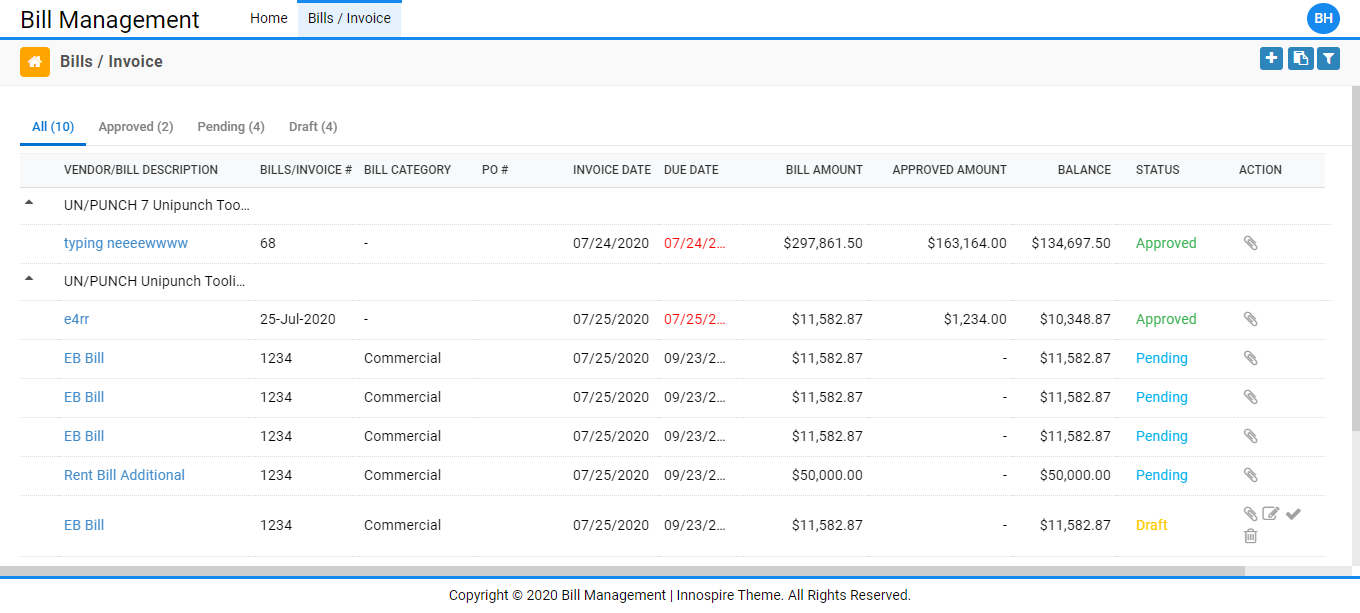 Bill Management Home Bills / Invoice BH
Bills / Invoice
All (10) Approved (2) Pending (4) Draft (4)
VENDOR/BILL DESCRIPTION BILLS/INVOICE # BILL CATEGORY PO # INVOICE DATE DUE DATE BILL AMOUNT APPROVED AMOUNT BALANCE STATUS ACTION
UN/PUNCH 7 Unipunch Too...
typing neeeewwww 68 - 07/24/2020 07/24/2... $297,861.50 $163,164.00 $134,697.50 Approved
UN/PUNCH Unipunch Tooli...
e4rr 25-Jul-2020 - 07/25/2020 07/25/2... $11,582.87 $1,234.00 $10,348.87 Approved
EB Bill 1234 Commercial 07/25/2020 09/23/2... $11,582.87 - $11,582.87 Pending
EB Bill 1234 Commercial 07/25/2020 09/23/2... $11,582.87 - $11,582.87 Pending
EB Bill 1234 Commercial 07/25/2020 09/23/2... $11,582.87 - $11,582.87 Pending
Rent Bill Additional 1234 Commercial 07/25/2020 09/23/2... $50,000.00 - $50,000.00 Pending
EB Bill 1234 Commercial 07/25/2020 09/23/2... $11,582.87 - $11,582.87 Draft
Copyright © 2020 Bill Management | Innospire Theme. All Rights Reserved.